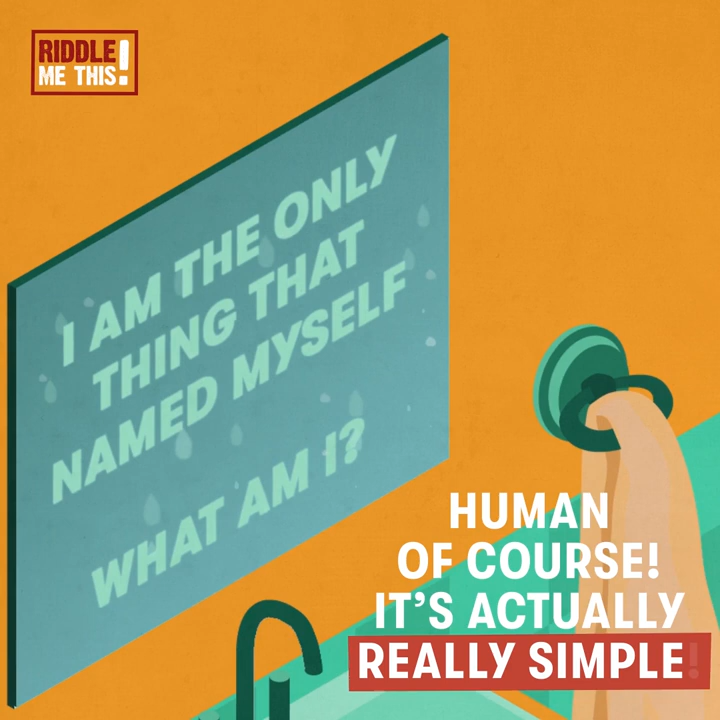 RIDDLE
ME THIS!
I AM THE ONLY
THING THAT
NAMED MYSELF
WHAT AM I?
HUMAN
OF COURSE!
IT'S ACTUALLY
REALLY SIMPLE!